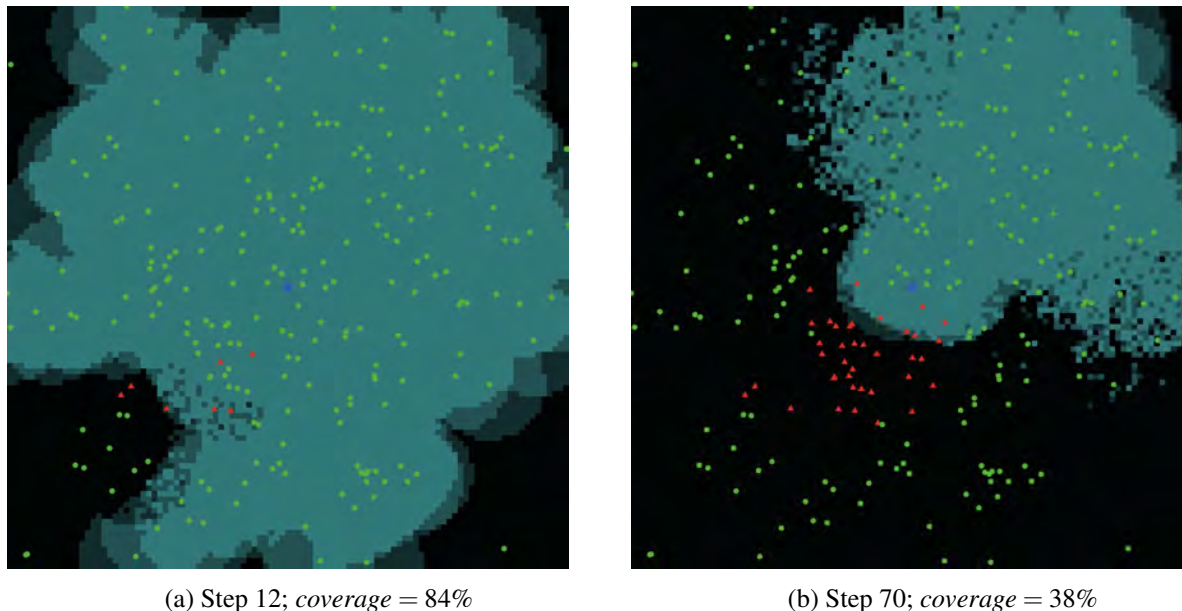 (a) Step 12; coverage = 84%
(b) Step 70; coverage = 38%